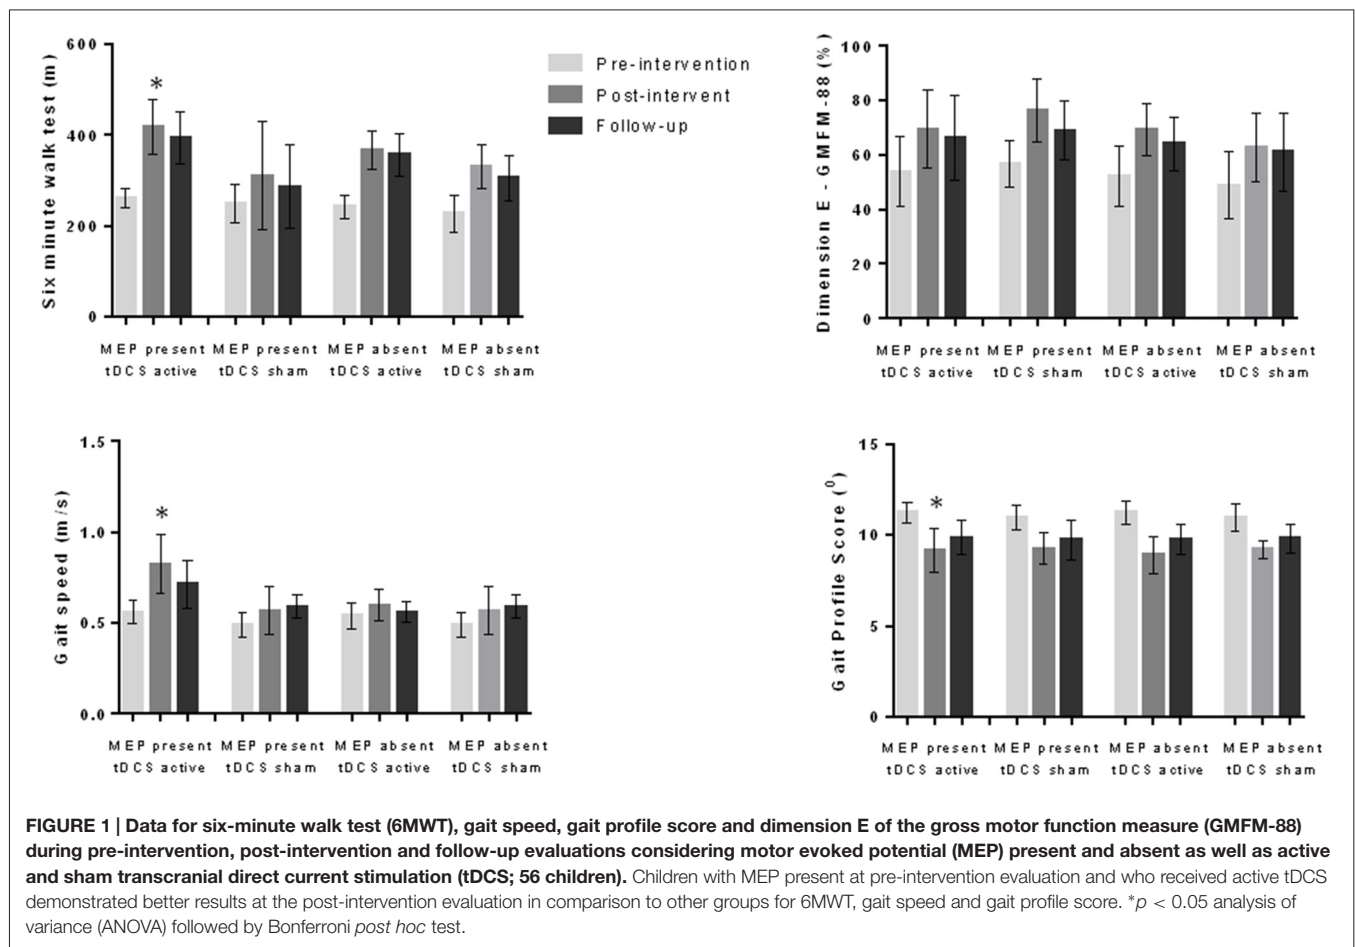 Six minute walk test (m)
600
400
200
0
*
Pre-intervention
Post-intervent
Follow-up
MEP present MEP present MEP absent MEP absent
tDCS active tDCS sham tDCS active tDCS sham
Dimension E - GMFM-88 (%)
100
80
60
40
20
0
MEP present MEP present MEP absent MEP absent
tDCS active tDCS sham tDCS active tDCS sham
Gait speed (m/s)
1.5
1.0
0.5
0.0
*
MEP present MEP present MEP absent MEP absent
tDCS active tDCS sham tDCS active tDCS sham
Gait Profile Score (⁰)
15
10
5
0
*
MEP present MEP present MEP absent MEP absent
tDCS active tDCS sham tDCS active tDCS sham
FIGURE 1 | Data for six-minute walk test (6MWT), gait speed, gait profile score and dimension E of the gross motor function measure (GMFM-88)
during pre-intervention, post-intervention and follow-up evaluations considering motor evoked potential (MEP) present and absent as well as active
and sham transcranial direct current stimulation (tDCS; 56 children). Children with MEP present at pre-intervention evaluation and who received active tDCS
demonstrated better results at the post-intervention evaluation in comparison to other groups for 6MWT, gait speed and gait profile score. *p < 0.05 analysis of
variance (ANOVA) followed by Bonferroni post hoc test.